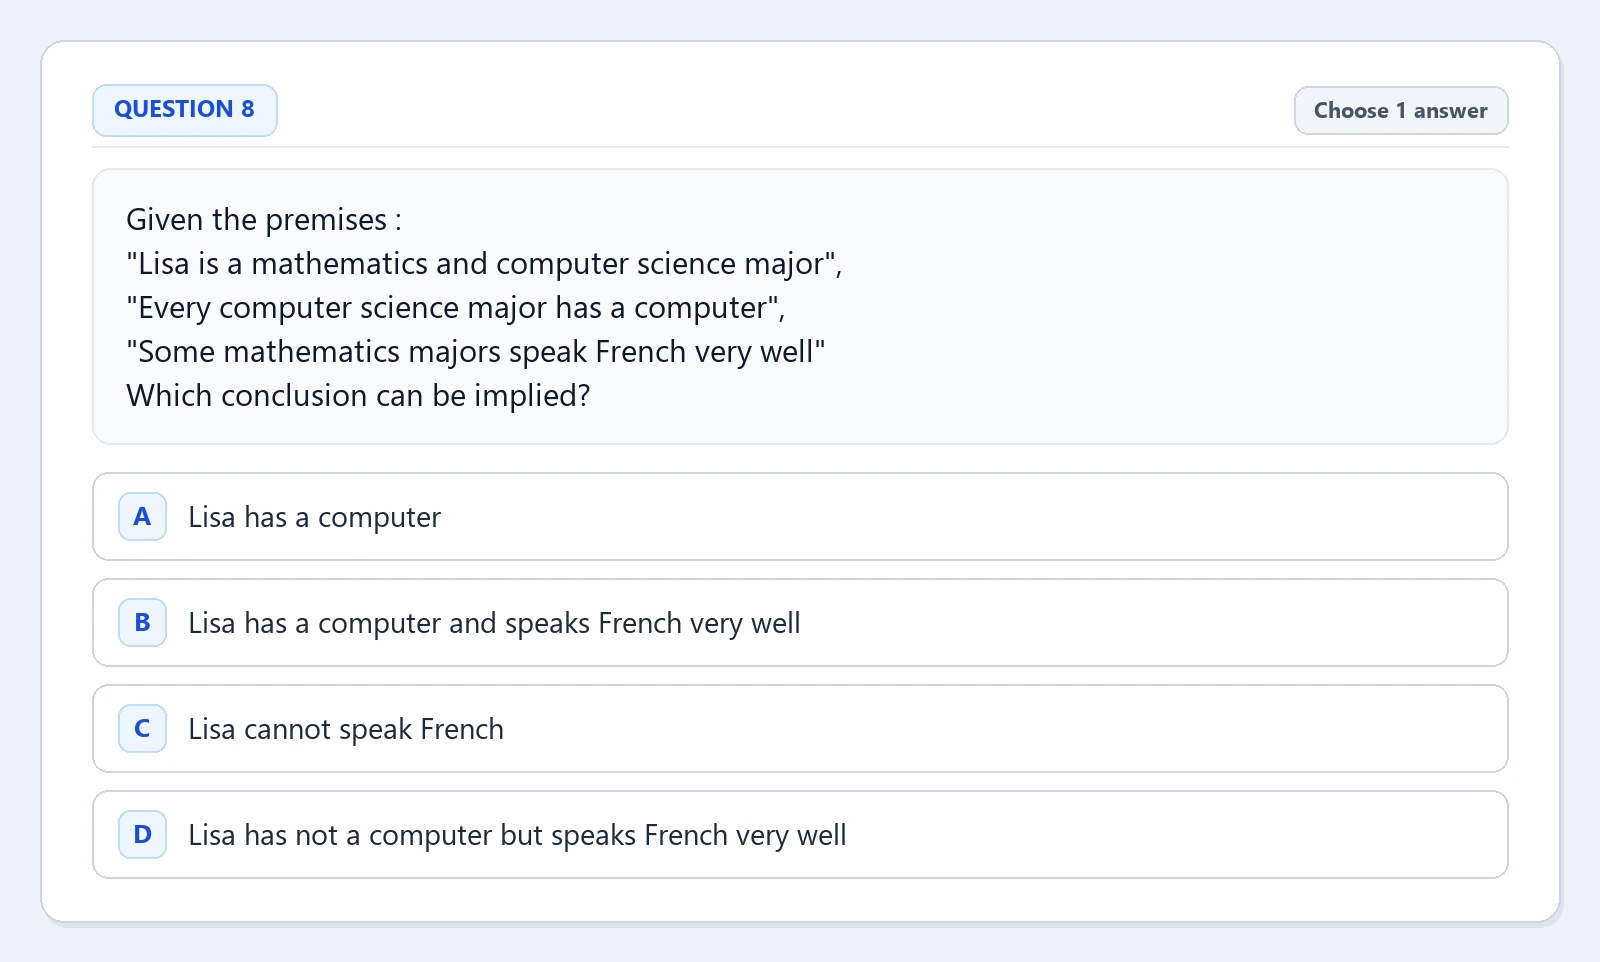 QUESTION 8
Choose 1 answer
Given the premises :
"Lisa is a mathematics and computer science major",
"Every computer science major has a computer",
"Some mathematics majors speak French very well"
Which conclusion can be implied?
A Lisa has a computer
B Lisa has a computer and speaks French very well
C Lisa cannot speak French
D Lisa has not a computer but speaks French very well